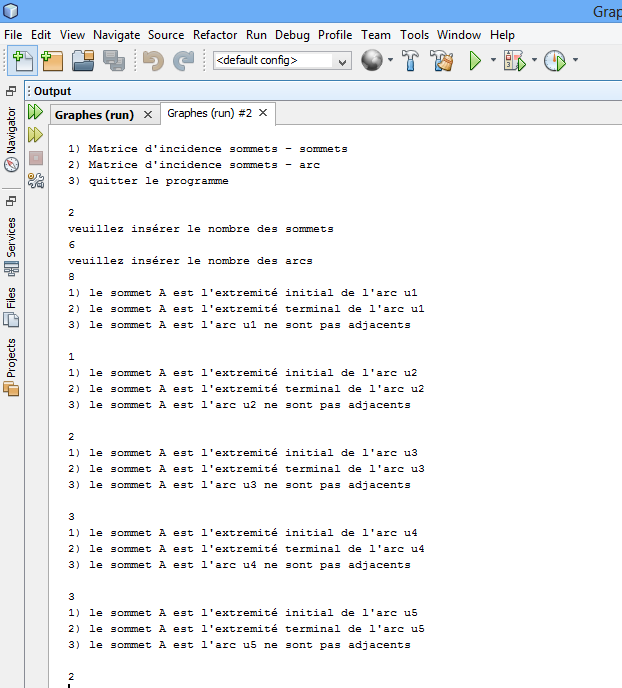 Grap
File Edit View Navigate Source Refactor Run Debug Profile Team Tools Window Help
<default config>
Output
Graphes (run) × Graphes (run) #2 ×
Navigator
Services
Files
Projects
1) Matrice d'incidence sommets - sommets
2) Matrice d'incidence sommets - arc
3) quitter le programme
2
veuillez insérer le nombre des sommets
6
veuillez insérer le nombre des arcs
8
1) le sommet A est l'extremité initial de l'arc u1
2) le sommet A est l'extremité terminal de l'arc u1
3) le sommet A est l'arc u1 ne sont pas adjacents
1
1) le sommet A est l'extremité initial de l'arc u2
2) le sommet A est l'extremité terminal de l'arc u2
3) le sommet A est l'arc u2 ne sont pas adjacents
2
1) le sommet A est l'extremité initial de l'arc u3
2) le sommet A est l'extremité terminal de l'arc u3
3) le sommet A est l'arc u3 ne sont pas adjacents
3
1) le sommet A est l'extremité initial de l'arc u4
2) le sommet A est l'extremité terminal de l'arc u4
3) le sommet A est l'arc u4 ne sont pas adjacents
3
1) le sommet A est l'extremité initial de l'arc u5
2) le sommet A est l'extremité terminal de l'arc u5
3) le sommet A est l'arc u5 ne sont pas adjacents
2